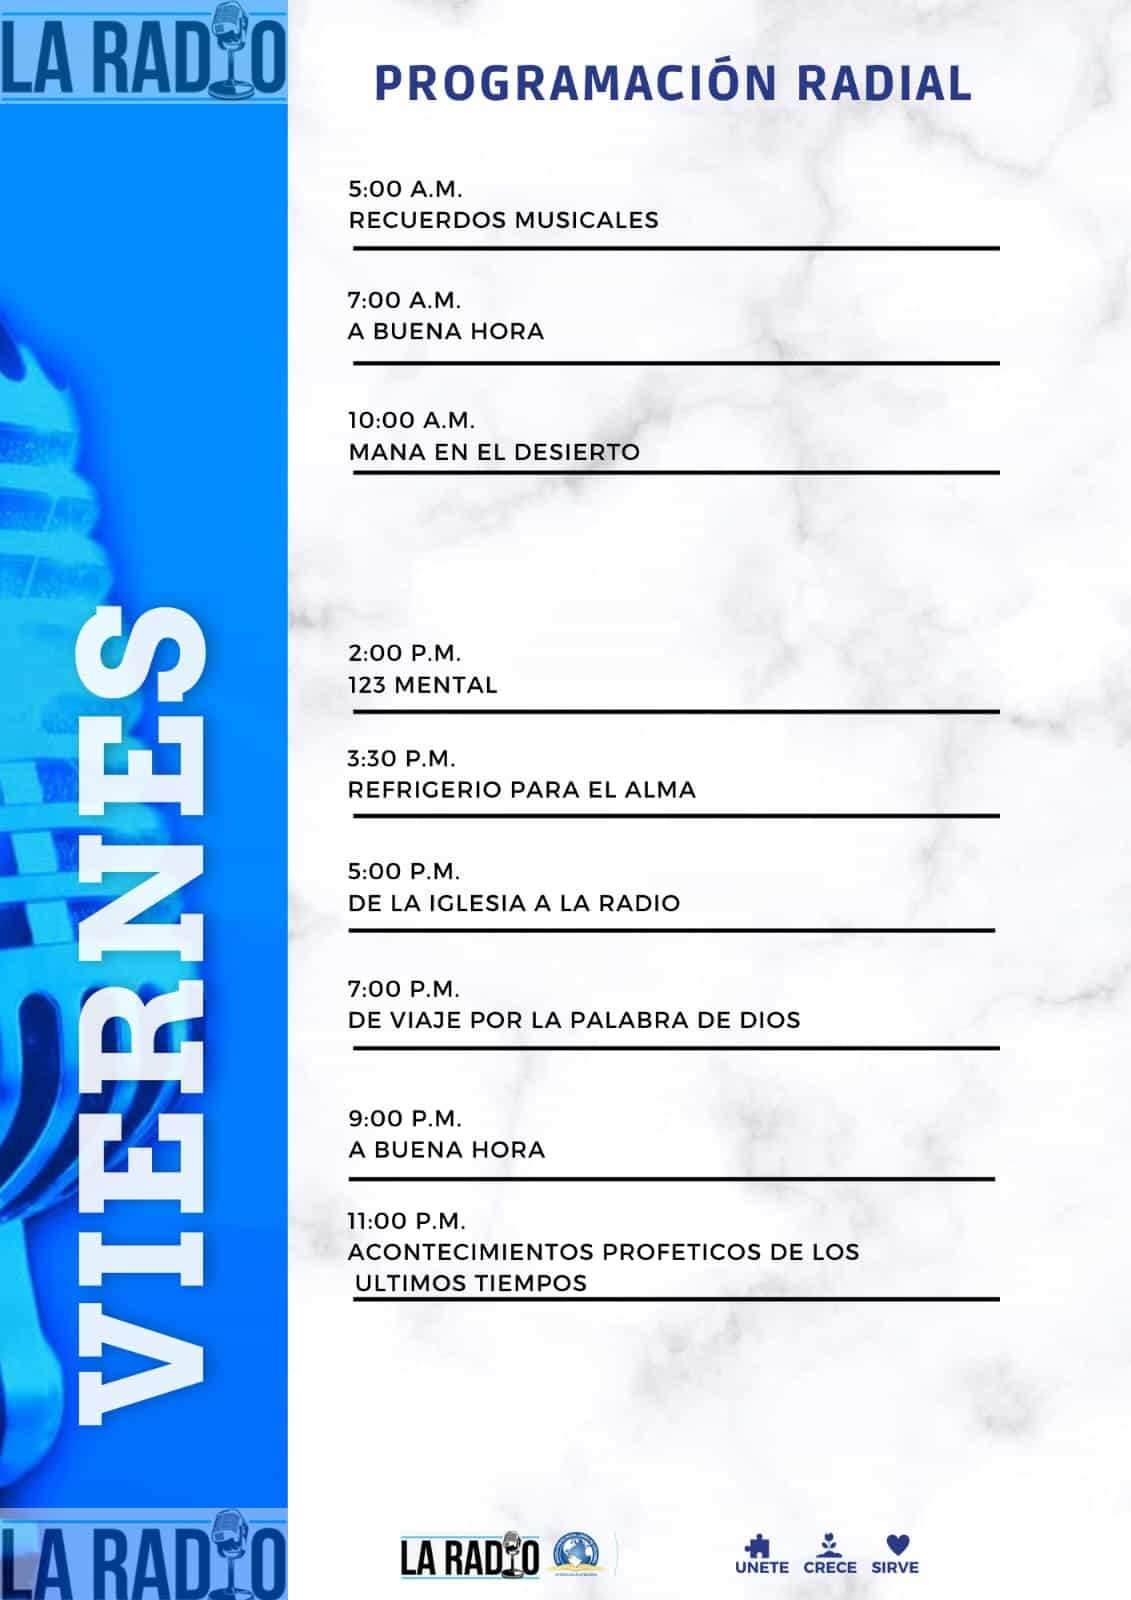 LA RADIO
PROGRAMACIÓN RADIAL
5:00 A.M.
RECUERDOS MUSICALES
7:00 A.M.
A BUENA HORA
10:00 A.M.
MANA EN EL DESIERTO
2:00 P.M.
123 MENTAL
3:30 P.M.
REFRIGERIO PARA EL ALMA
5:00 P.M.
DE LA IGLESIA A LA RADIO
7:00 P.M.
DE VIAJE POR LA PALABRA DE DIOS
9:00 P.M.
A BUENA HORA
11:00 P.M.
ACONTECIMIENTOS PROFETICOS DE LOS
ULTIMOS TIEMPOS
VIERNES
LA RADIO
LA RADIO
UNETE CRECE SIRVE